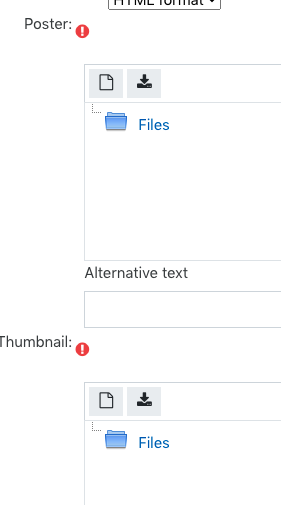 HTML format
Poster:
Files
Alternative text
Thumbnail:
Files